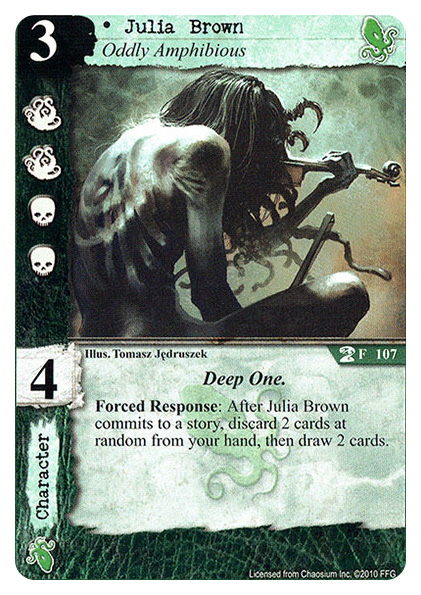 3
• Julia Brown
Oddly Amphibious
Illus. Tomasz Jędruszek
F 107
4
Deep One.
Forced Response: After Julia Brown
commits to a story, discard 2 cards at
random from your hand, then draw 2 cards.
Character
Licensed from Chaosium Inc. ©2010 FFG